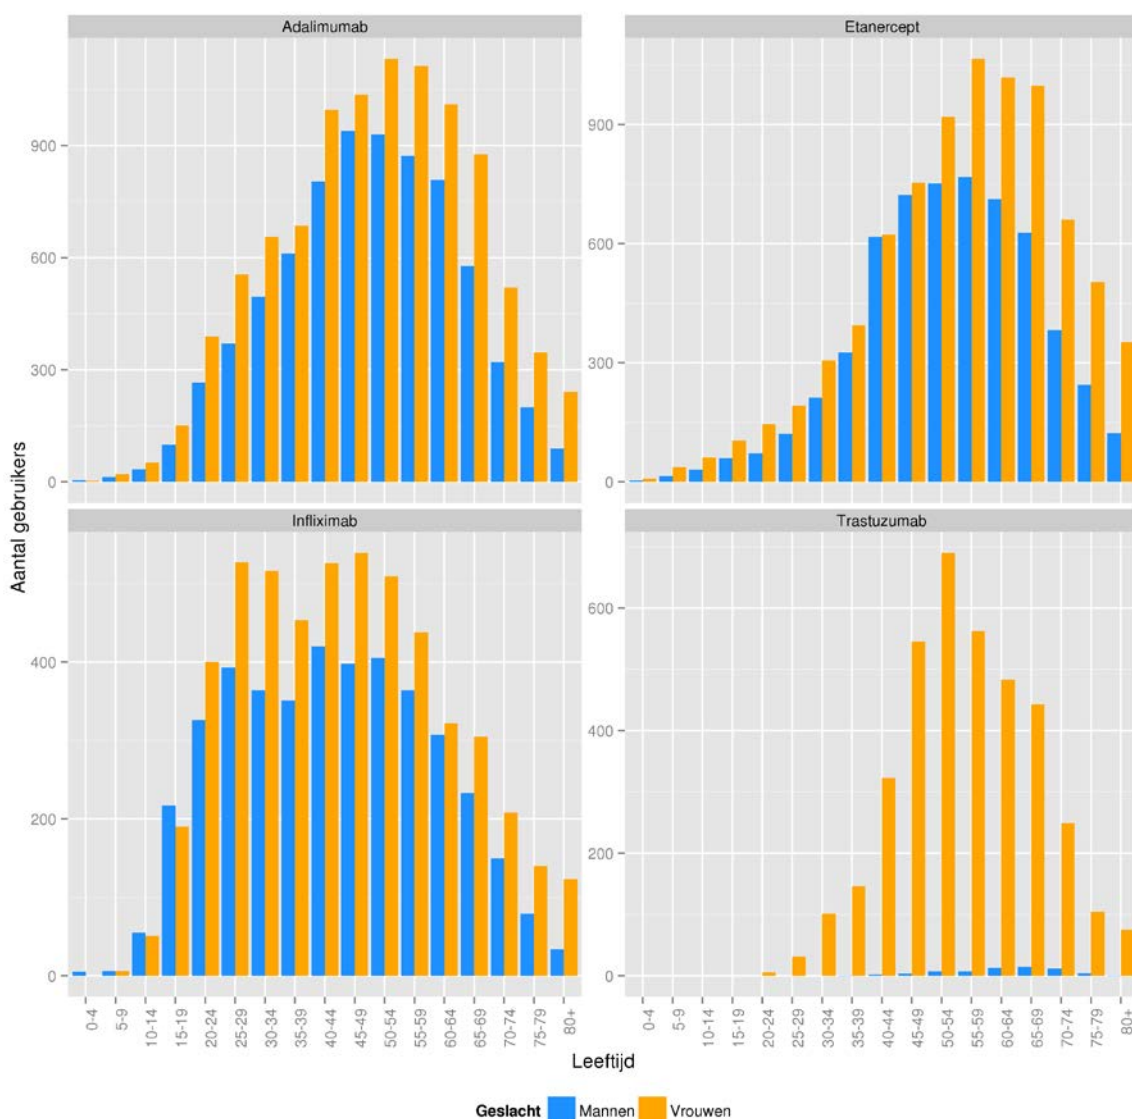 Adalimumab
Etanercept
900
600
300
0
900
600
300
0
Infliximab
Trastuzumab
400
200
0
600
400
200
0
Aantal gebruikers
0-4 5-9 10-14 15-19 20-24 25-29 30-34 35-39 40-44 45-49 50-54 55-59 60-64 65-69 70-74 75-79 80+
0-4 5-9 10-14 15-19 20-24 25-29 30-34 35-39 40-44 45-49 50-54 55-59 60-64 65-69 70-74 75-79 80+
Leeftijd
Geslacht Mannen Vrouwen